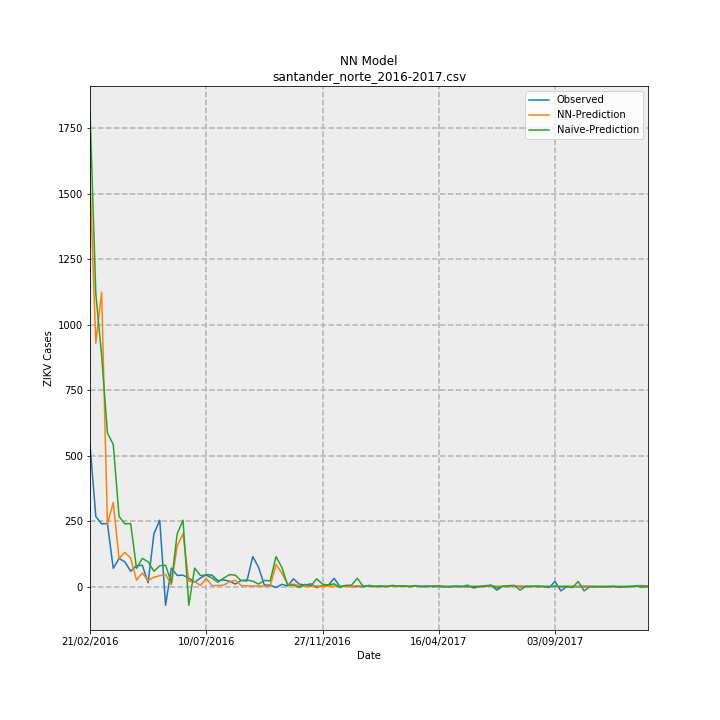 NN Model
santander_norte_2016-2017.csv
Observed
NN-Prediction
Naive-Prediction
1750
1500
1250
1000
750
500
250
0
ZIKV Cases
21/02/2016
10/07/2016
27/11/2016
16/04/2017
03/09/2017
Date